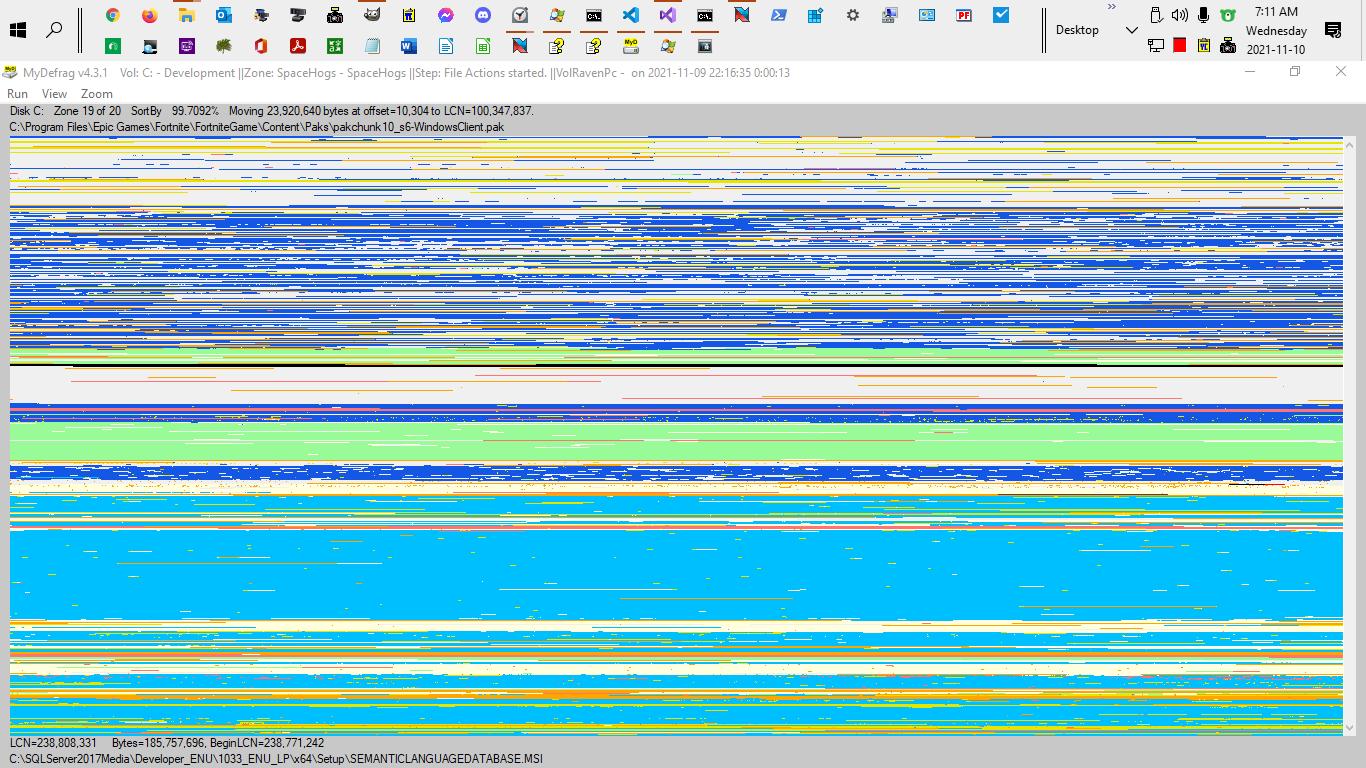 7:11 AM
Desktop
Wednesday
2021-11-10
MyDefrag v4.3.1 Vol: C: - Development ||Zone: SpaceHogs - SpaceHogs ||Step: File Actions started. ||VolRavenPc - on 2021-11-09 22:16:35 0:00:13
Run View Zoom
Disk C: Zone 19 of 20 SortBy 99.7092% Moving 23,920,640 bytes at offset=10,304 to LCN=100,347,837.
C:\Program Files\Epic Games\Fortnite\FortniteGame\Content\Paks\pakchunk10_s6-WindowsClient.pak
LCN=238,808,331 Bytes=185,757,696, BeginLCN=238,771,242
C:\SQLServer2017Media\Developer_ENU\1033_ENU_LP\x64\Setup\SEMANTICLANGUAGEDATABASE.MSI